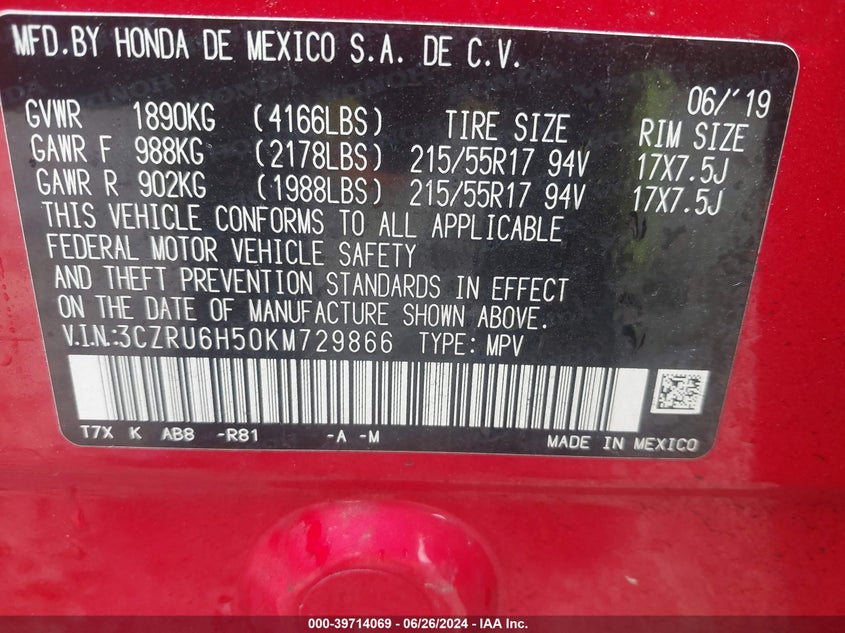 MFD.BY HONDA DE MEXICO S.A. DE C.V.
06/'19
GVWR 1890KG (4166LBS) TIRE SIZE RIM SIZE
GAWR F 988KG (2178LBS) 215/55R17 94V 17X7.5J
GAWR R 902KG (1988LBS) 215/55R17 94V 17X7.5J
THIS VEHICLE CONFORMS TO ALL APPLICABLE
FEDERAL MOTOR VEHICLE SAFETY
AND THEFT PREVENTION STANDARDS IN EFFECT
ON THE DATE OF MANUFACTURE SHOWN ABOVE.
V.I.N.:3CZRU6H50KM729866 TYPE: MPV
T7X K AB8 -R81 -A -M MADE IN MEXICO
000-39714069 - 06/26/2024 - IAA Inc.